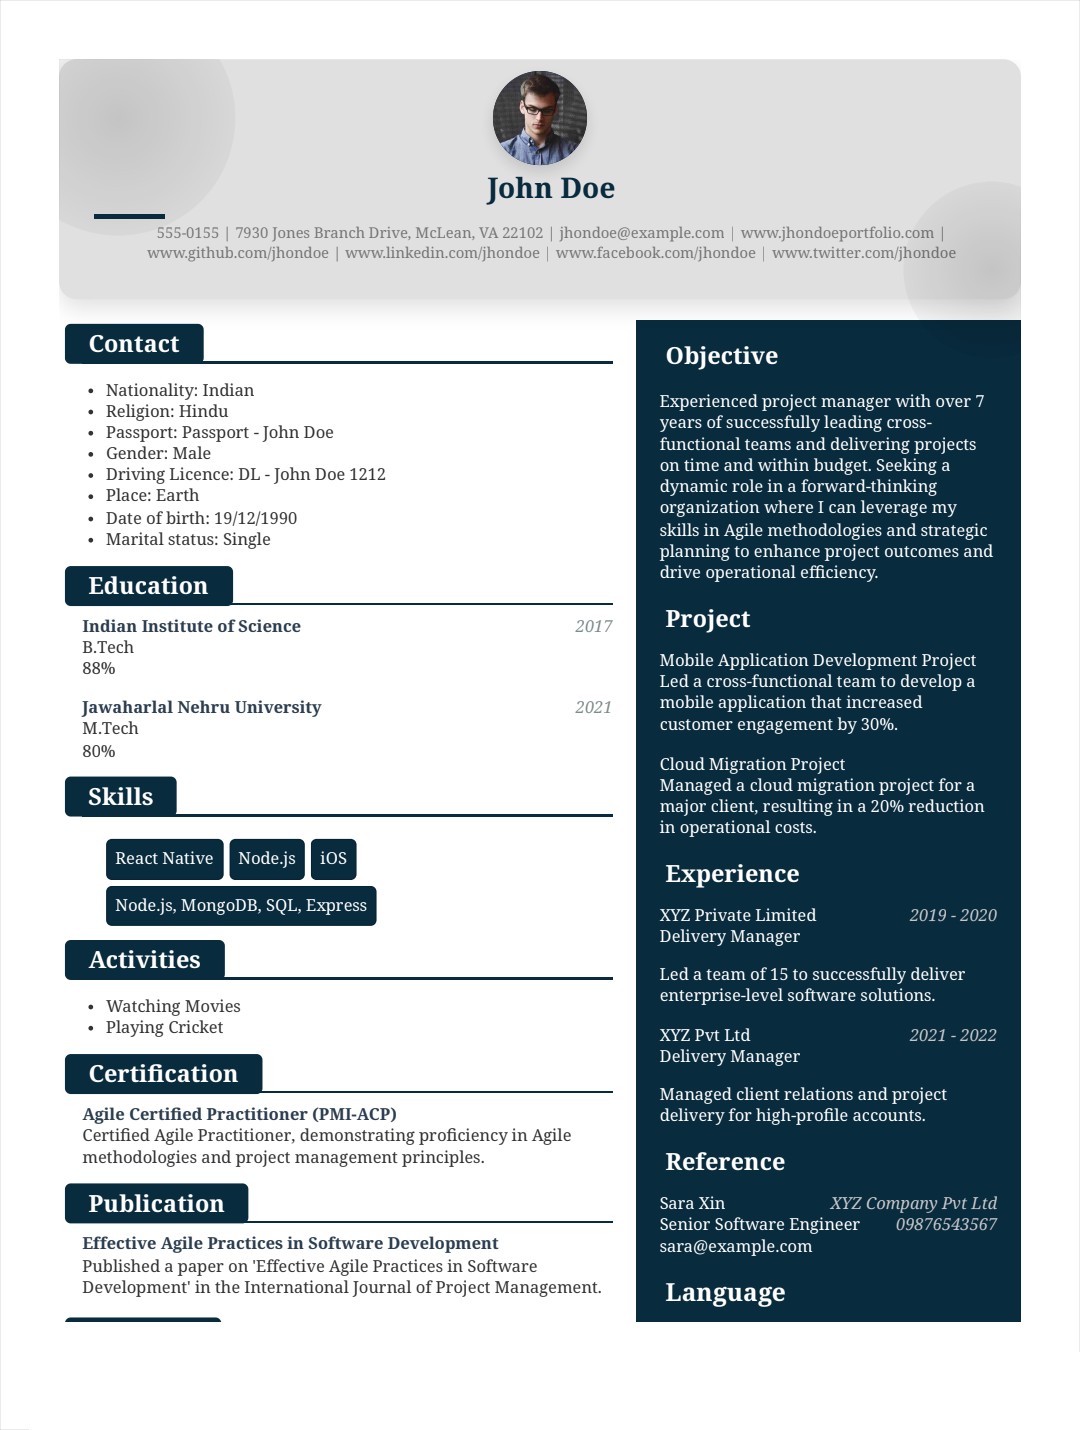 John Doe
555-0155 | 7930 Jones Branch Drive, McLean, VA 22102 | jhondoe@example.com | www.jhondoeportfolio.com |
www.github.com/jhondoe | www.linkedin.com/jhondoe | www.facebook.com/jhondoe | www.twitter.com/jhondoe
Contact
• Nationality: Indian
• Religion: Hindu
• Passport: Passport - John Doe
• Gender: Male
• Driving Licence: DL - John Doe 1212
• Place: Earth
• Date of birth: 19/12/1990
• Marital status: Single
Education
Indian Institute of Science 2017
B.Tech
88%
Jawaharlal Nehru University 2021
M.Tech
80%
Skills
React Native Node.js iOS
Node.js, MongoDB, SQL, Express
Activities
• Watching Movies
• Playing Cricket
Certification
Agile Certified Practitioner (PMI-ACP)
Certified Agile Practitioner, demonstrating proficiency in Agile
methodologies and project management principles.
Publication
Effective Agile Practices in Software Development
Published a paper on 'Effective Agile Practices in Software
Development' in the International Journal of Project Management.
Objective
Experienced project manager with over 7
years of successfully leading cross-
functional teams and delivering projects
on time and within budget. Seeking a
dynamic role in a forward-thinking
organization where I can leverage my
skills in Agile methodologies and strategic
planning to enhance project outcomes and
drive operational efficiency.
Project
Mobile Application Development Project
Led a cross-functional team to develop a
mobile application that increased
customer engagement by 30%.
Cloud Migration Project
Managed a cloud migration project for a
major client, resulting in a 20% reduction
in operational costs.
Experience
XYZ Private Limited 2019 - 2020
Delivery Manager
Led a team of 15 to successfully deliver
enterprise-level software solutions.
XYZ Pvt Ltd 2021 - 2022
Delivery Manager
Managed client relations and project
delivery for high-profile accounts.
Reference
Sara Xin XYZ Company Pvt Ltd
Senior Software Engineer 09876543567
sara@example.com
Language